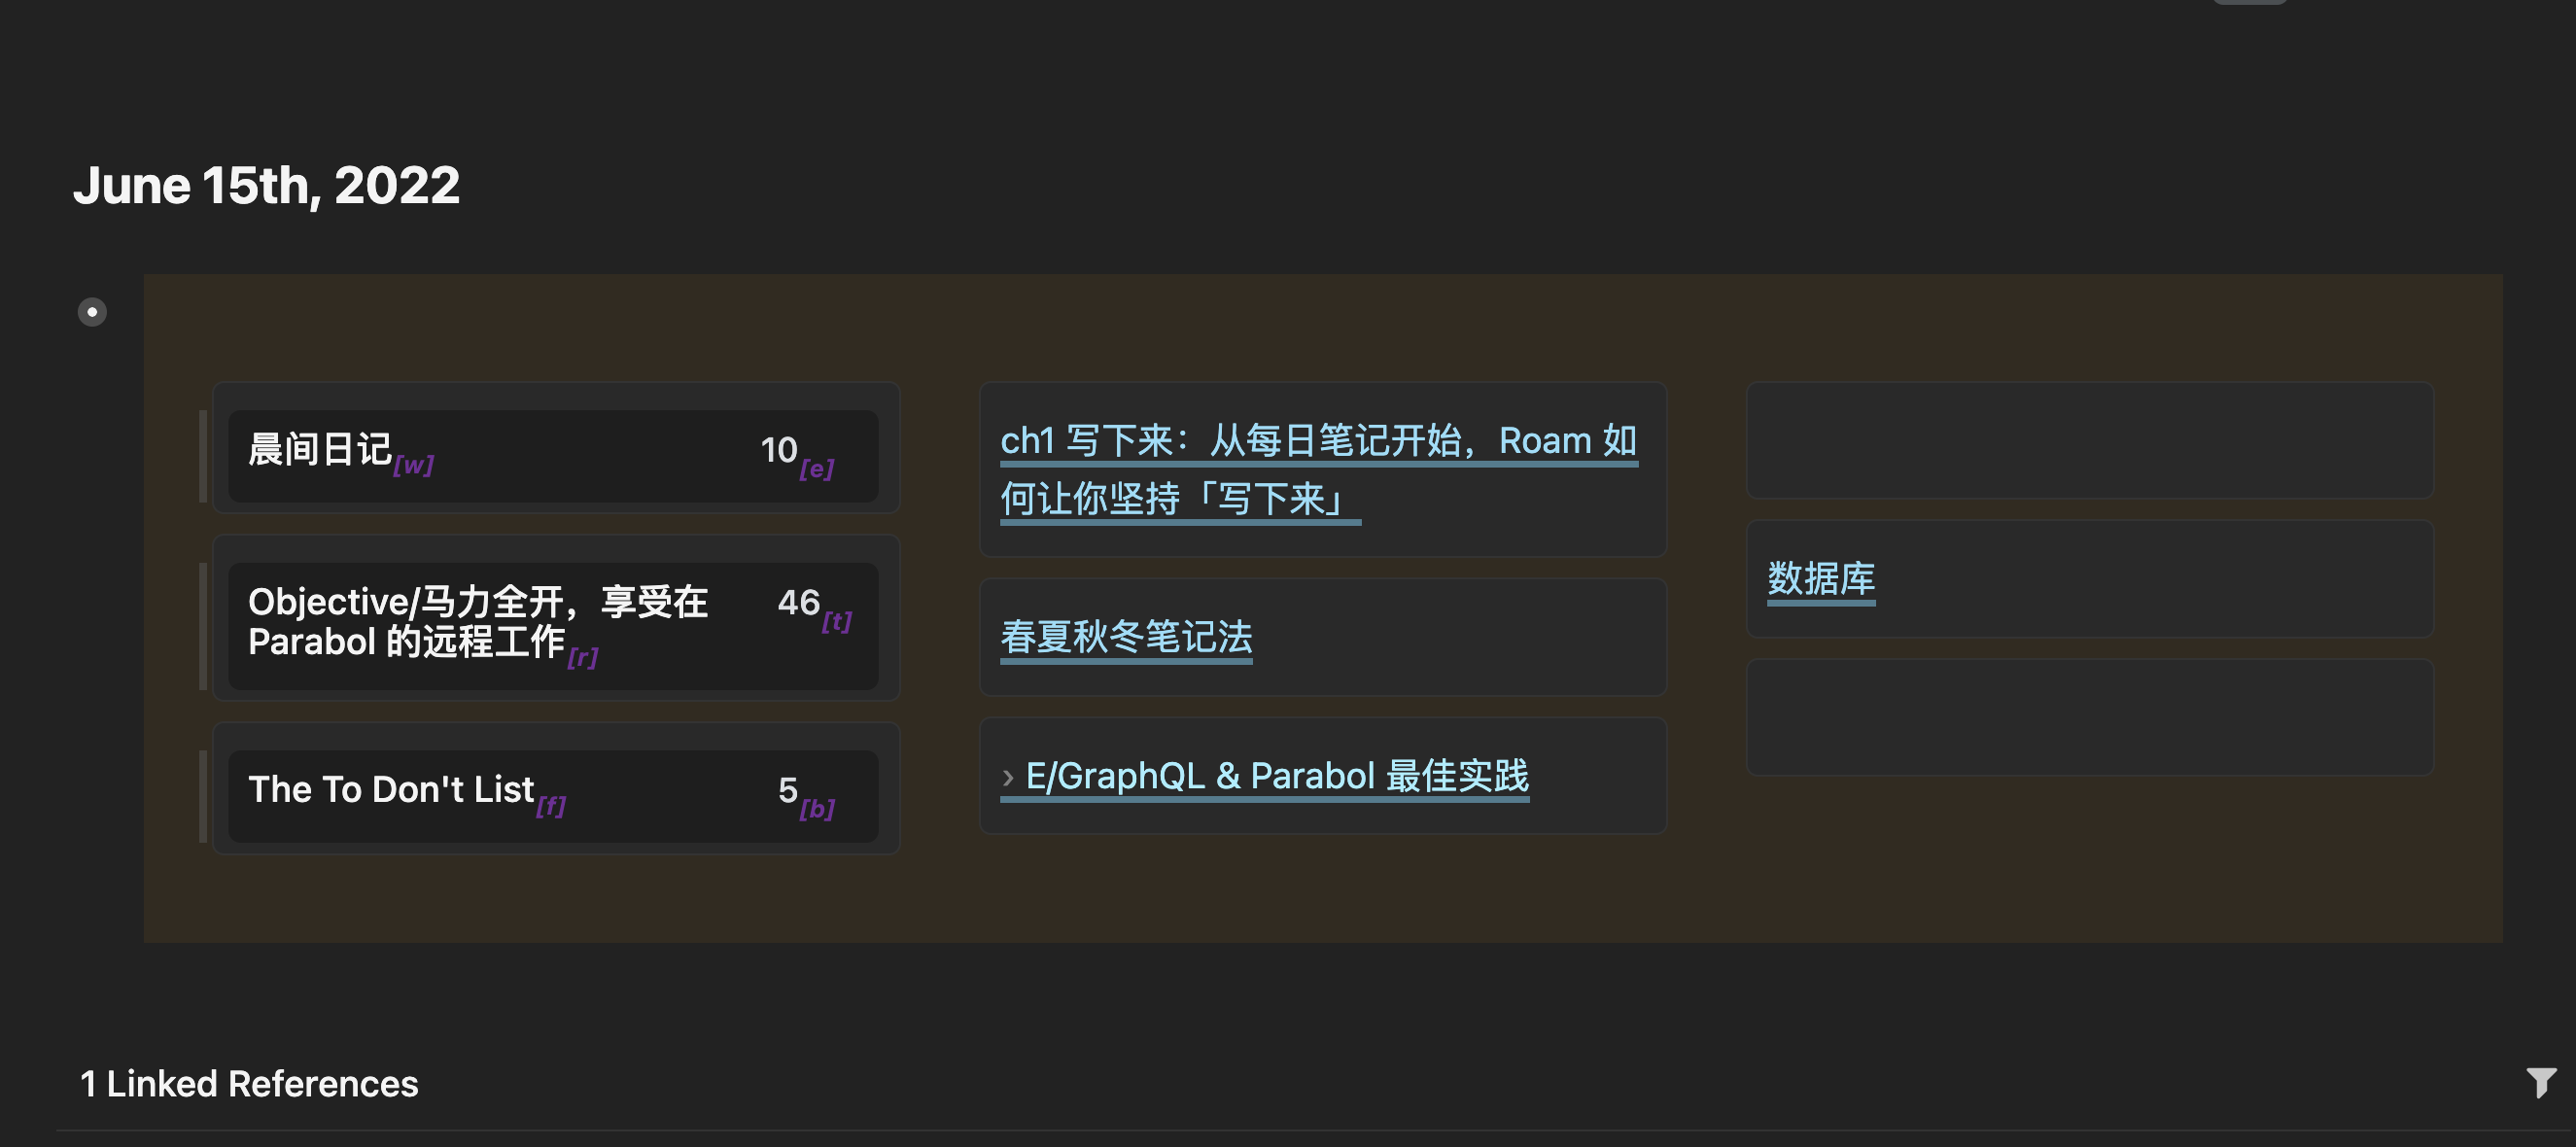 June 15th, 2022
晨间日记[w] 10[e]
Objective/马力全开，享受在 46[t]
Parabol 的远程工作[r]
The To Don't List[f] 5[b]
ch1 写下来：从每日笔记开始，Roam 如
何让你坚持「写下来」
春夏秋冬笔记法
› E/GraphQL & Parabol 最佳实践
数据库
1 Linked References